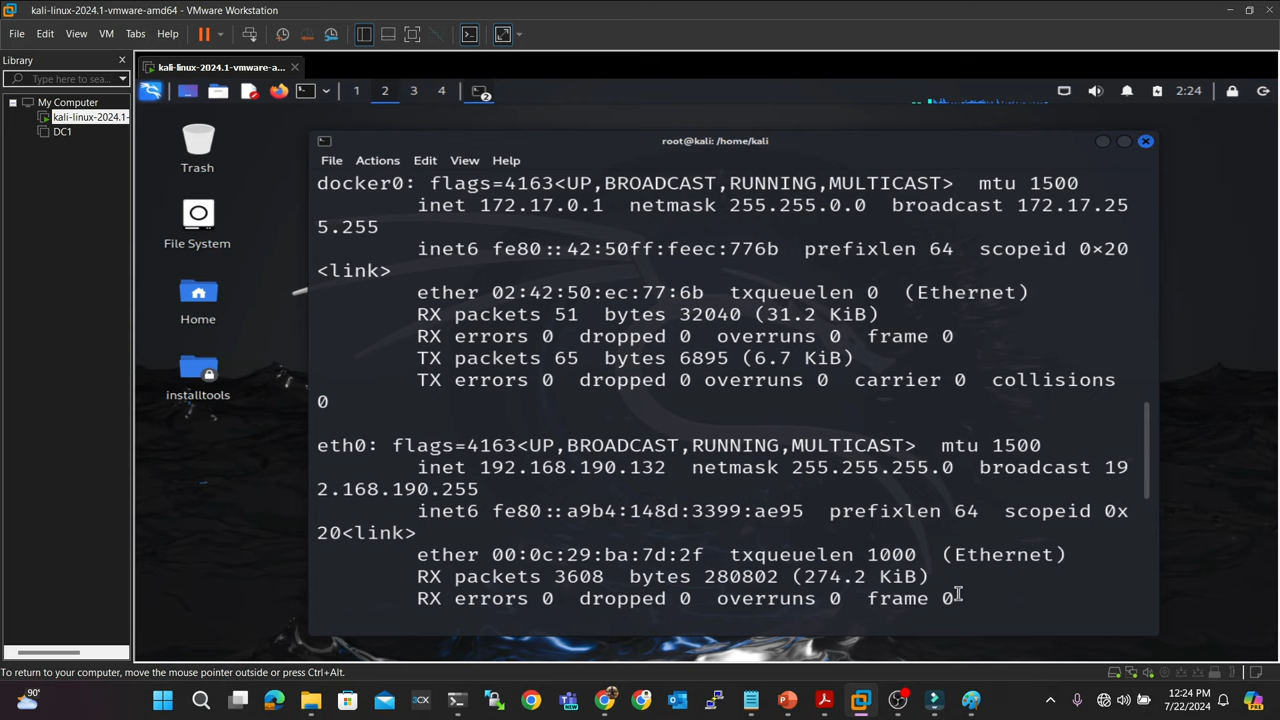 kali-linux-2024.1-vmware-amd64 - VMware Workstation
File Edit View VM Tabs Help
Library
Type here to sea...
My Computer
kali-linux-2024.1-
DC1
kali-linux-2024.1-vmware-a...
1 2 3 4
2
2:24
Trash
File System
Home
installtools
root@kali: /home/kali
File Actions Edit View Help
docker0: flags=4163<UP,BROADCAST,RUNNING,MULTICAST> mtu 1500
inet 172.17.0.1 netmask 255.255.0.0 broadcast 172.17.25
5.255
inet6 fe80::42:50ff:feec:776b prefixlen 64 scopeid 0×20
<link>
ether 02:42:50:ec:77:6b txqueuelen 0 (Ethernet)
RX packets 51 bytes 32040 (31.2 KiB)
RX errors 0 dropped 0 overruns 0 frame 0
TX packets 65 bytes 6895 (6.7 KiB)
TX errors 0 dropped 0 overruns 0 carrier 0 collisions
0
eth0: flags=4163<UP,BROADCAST,RUNNING,MULTICAST> mtu 1500
inet 192.168.190.132 netmask 255.255.255.0 broadcast 19
2.168.190.255
inet6 fe80::a9b4:148d:3399:ae95 prefixlen 64 scopeid 0x
20<link>
ether 00:0c:29:ba:7d:2f txqueuelen 1000 (Ethernet)
RX packets 3608 bytes 280802 (274.2 KiB)
RX errors 0 dropped 0 overruns 0 frame 0
To return to your computer, move the mouse pointer outside or press Ctrl+Alt.
90°
12:24 PM
7/22/2024